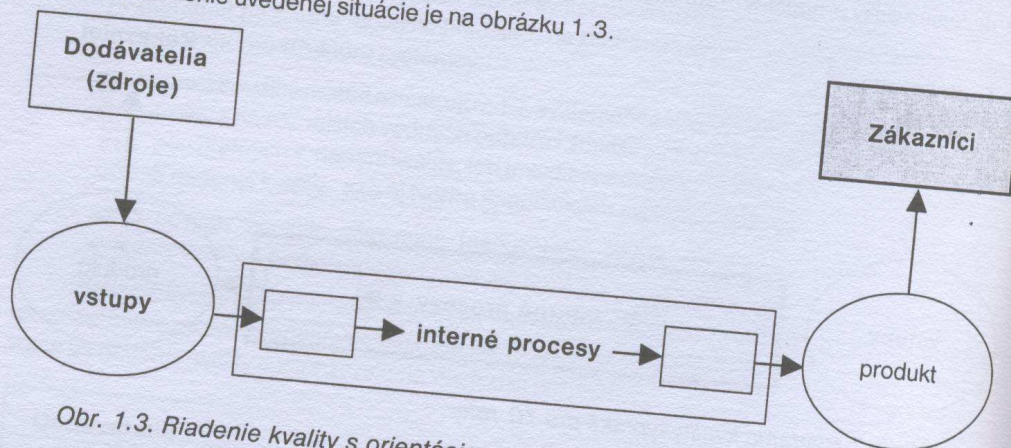 uvedenej situácie je na obrázku 1.3.
Dodávatelia
(zdroje)
Zákazníci
vstupy
interné procesy
produkt
Obr. 1.3. Riadenie kvality s